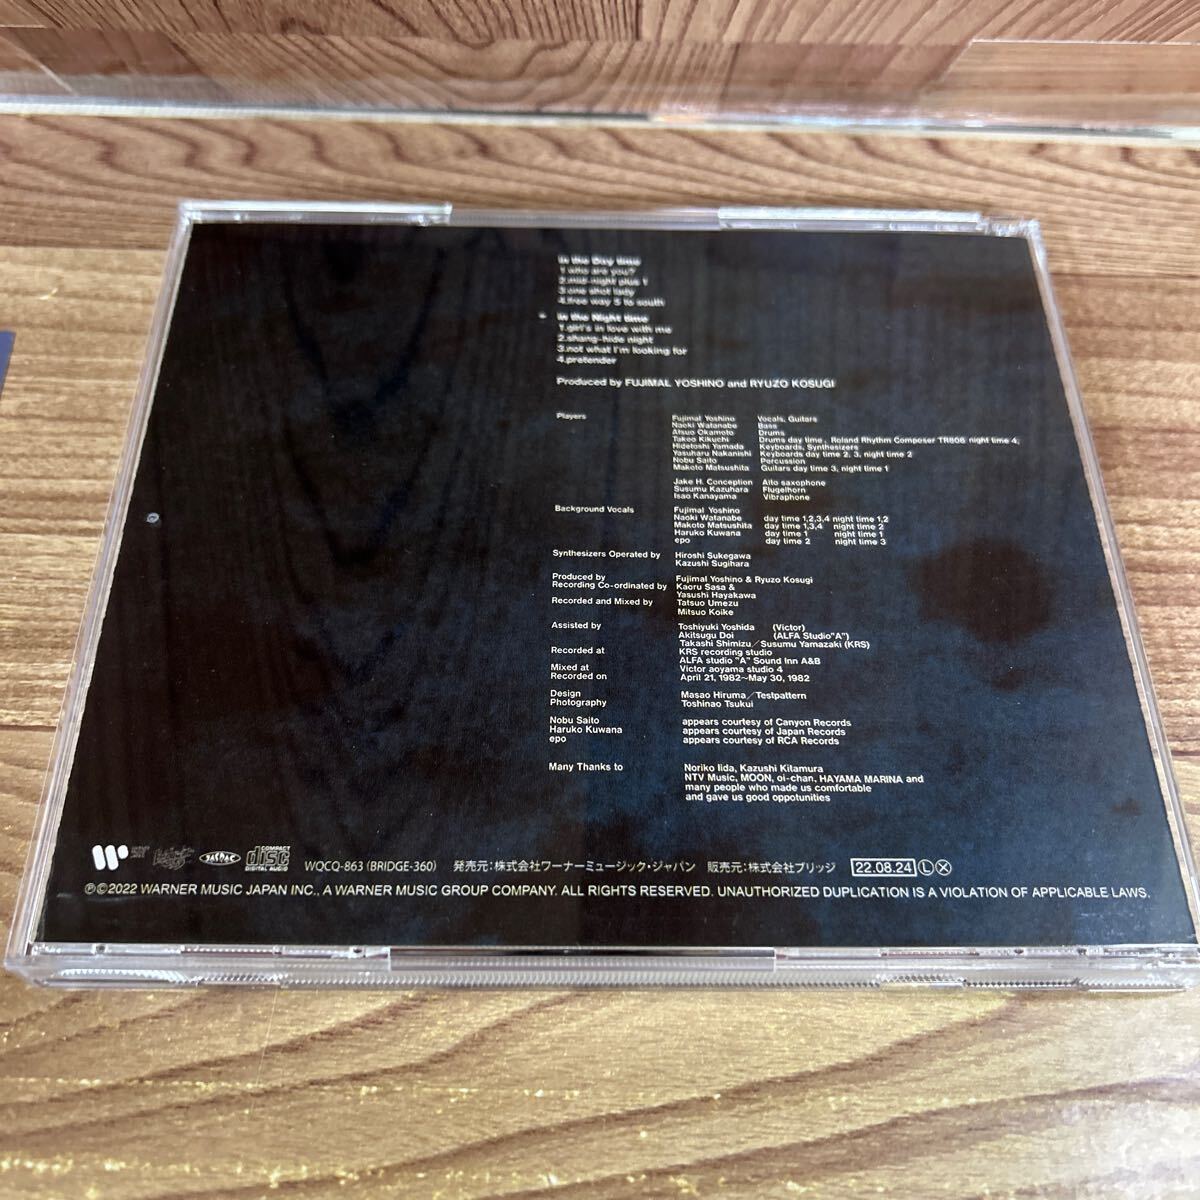 in the Day time
1.who are you?
2.mid-night plus 1
3.one shot lady
4.free way 5 to south
in the Night time
1.girl's in love with me
2.shang-hide night
3.not what I'm looking for
4.pretender
Produced by FUJIMAL YOSHINO and RYUZO KOSUGI
Players Fujimal Yoshino Vocals, Guitars
Naoki Watanabe Bass
Atsuo Okamoto Drums
Takeo Kikuchi Drums day time, Roland Rhythm Composer TR808 night time 4,
Hidetoshi Yamada Keyboards, Synthesizers
Yasuharu Nakanishi Keyboards day time 2, 3, night time 2
Nobu Saito Percussion
Makoto Matsushita Guitars day time 3, night time 1
Jake H. Conception Alto saxophone
Susumu Kazuhara Flugelhorn
Isao Kanayama Vibraphone
Background Vocals Fujimal Yoshino
Naoki Watanabe day time 1,2,3,4 night time 1,2
Makoto Matsushita day time 1,3,4 night time 2
Haruko Kuwana day time 1 night time 1
epo day time 2 night time 3
Synthesizers Operated by Hiroshi Sukegawa
Kazushi Sugihara
Produced by Fujimal Yoshino & Ryuzo Kosugi
Recording Co-ordinated by Kaoru Sasa &
Yasushi Hayakawa
Recorded and Mixed by Tatsuo Umezu
Mitsuo Koike
Assisted by Toshiyuki Yoshida (Victor)
Akitsugu Doi (ALFA Studio"A")
Takashi Shimizu/Susumu Yamazaki (KRS)
Recorded at KRS recording studio
ALFA studio "A" Sound Inn A&B
Mixed at Victor aoyama studio 4
Recorded on April 21, 1982~May 30, 1982
Design Masao Hiruma/Testpattern
Photography Toshinao Tsukui
Nobu Saito appears courtesy of Canyon Records
Haruko Kuwana appears courtesy of Japan Records
epo appears courtesy of RCA Records
Many Thanks to Noriko Iida, Kazushi Kitamura
NTV Music, MOON, oi-chan, HAYAMA MARINA and
many people who made us comfortable
and gave us good oppotunities
JASRAC COMPACT disc DIGITAL AUDIO WQCQ-863 (BRIDGE-360) 発売元:株式会社ワーナーミュージック・ジャパン 販売元:株式会社ブリッジ 22.08.24 Ⓛ Ⓧ
℗©2022 WARNER MUSIC JAPAN INC., A WARNER MUSIC GROUP COMPANY. ALL RIGHTS RESERVED. UNAUTHORIZED DUPLICATION IS A VIOLATION OF APPLICABLE LAWS.